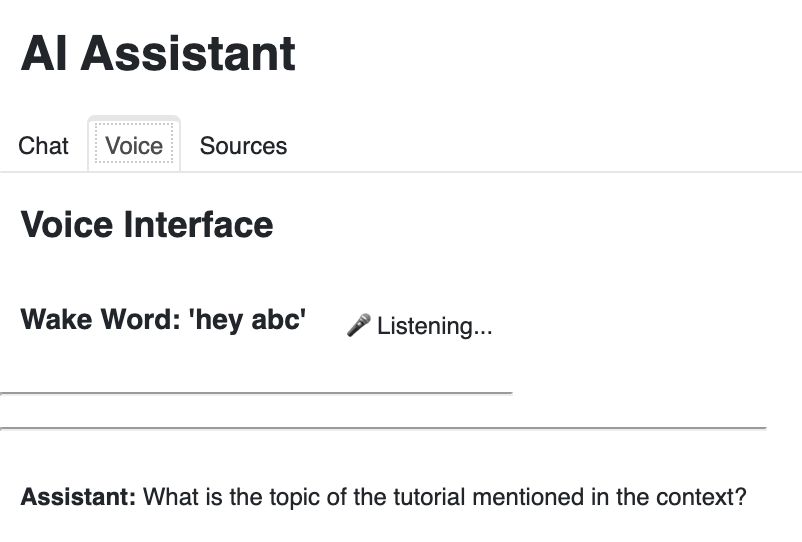 AI Assistant
Chat Voice Sources
Voice Interface
Wake Word: 'hey abc' 🎤 Listening...
Assistant: What is the topic of the tutorial mentioned in the context?